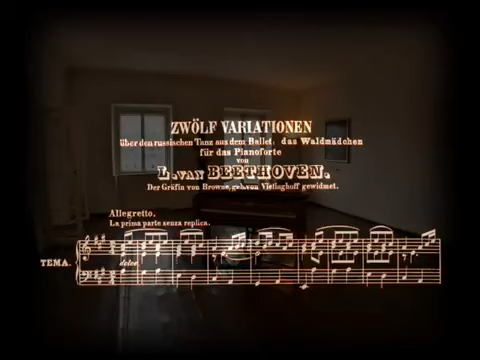 ZWÖLF VARIATIONEN
über den russischen Tanz aus dem Ballet: das Waldmädchen
für das Pianoforte
von
L. VAN BEETHOVEN.
Der Gräfin von Browne, geb. von Vietinghoff gewidmet.
Allegretto.
La prima parte senza replica.
TEMA.
dolce